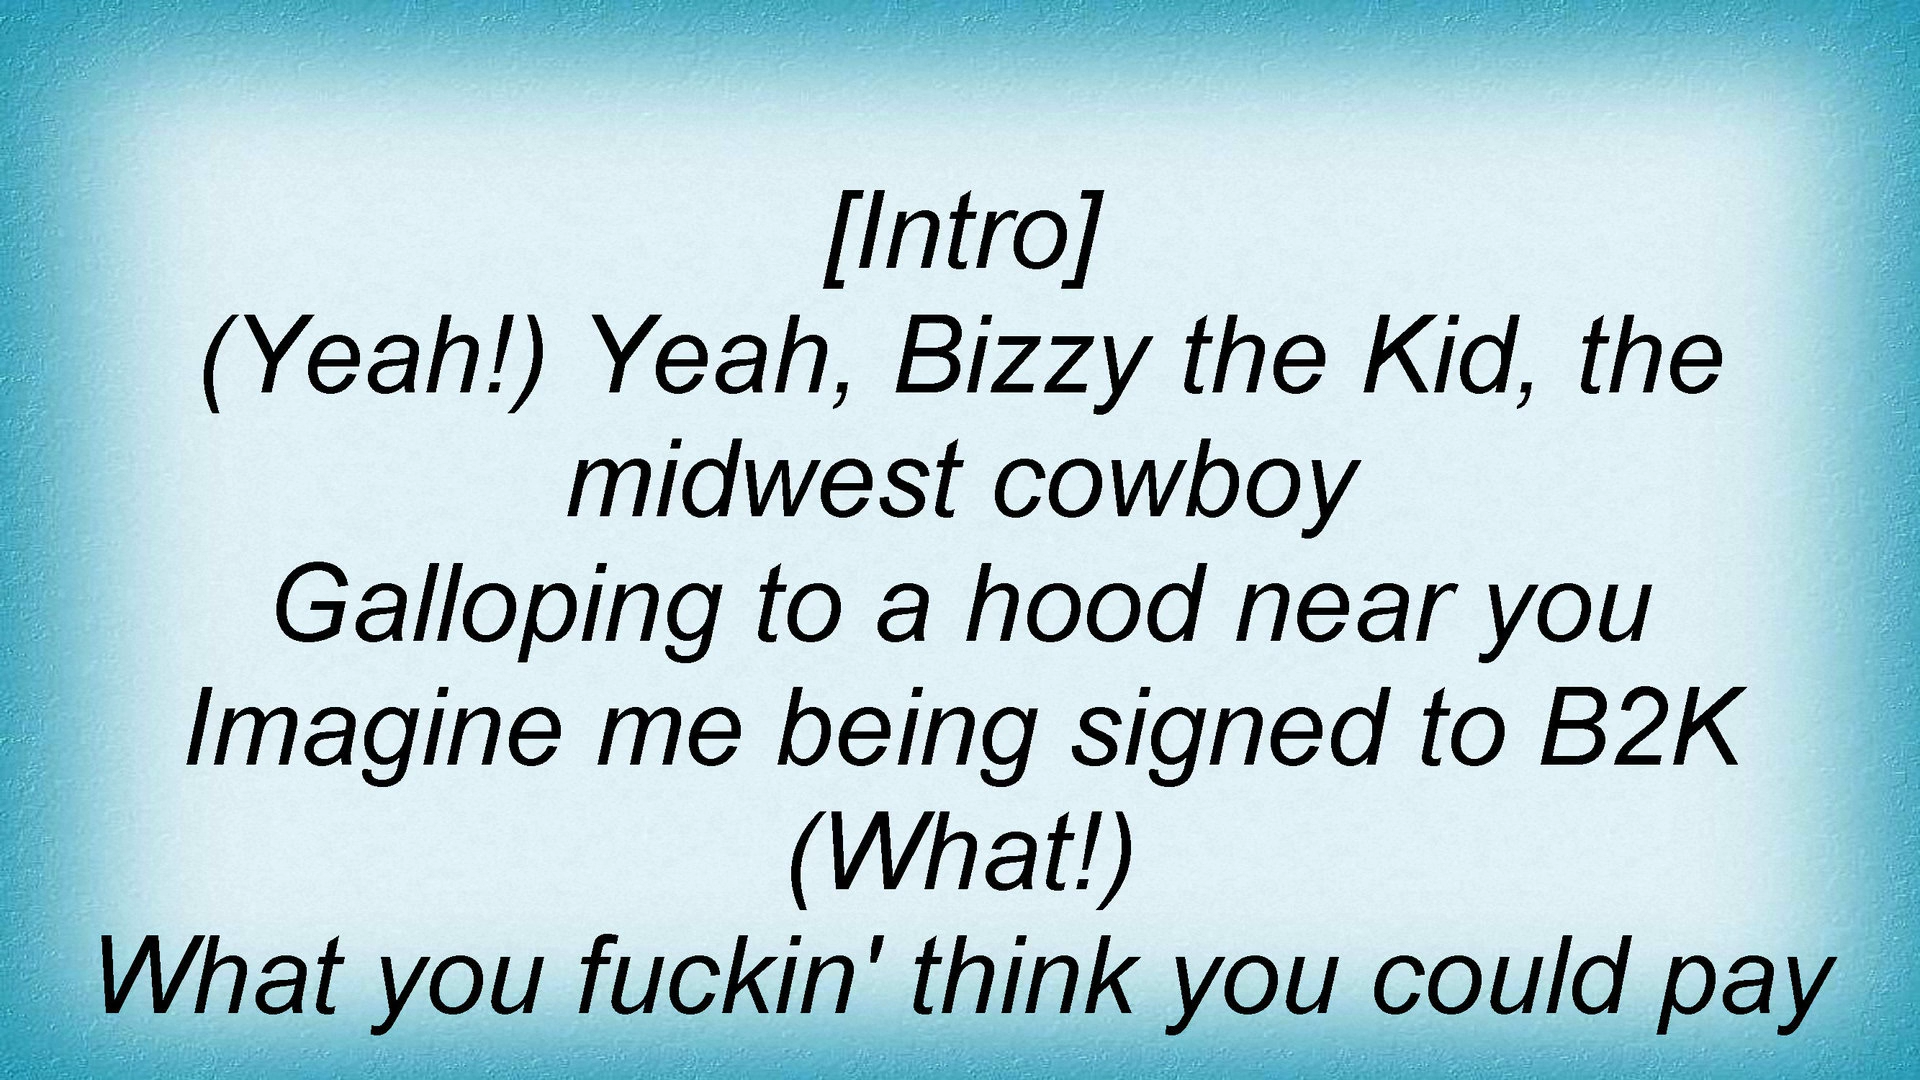 [Intro]
(Yeah!) Yeah, Bizzy the Kid, the
midwest cowboy
Galloping to a hood near you
Imagine me being signed to B2K
(What!)
What you fuckin' think you could pay